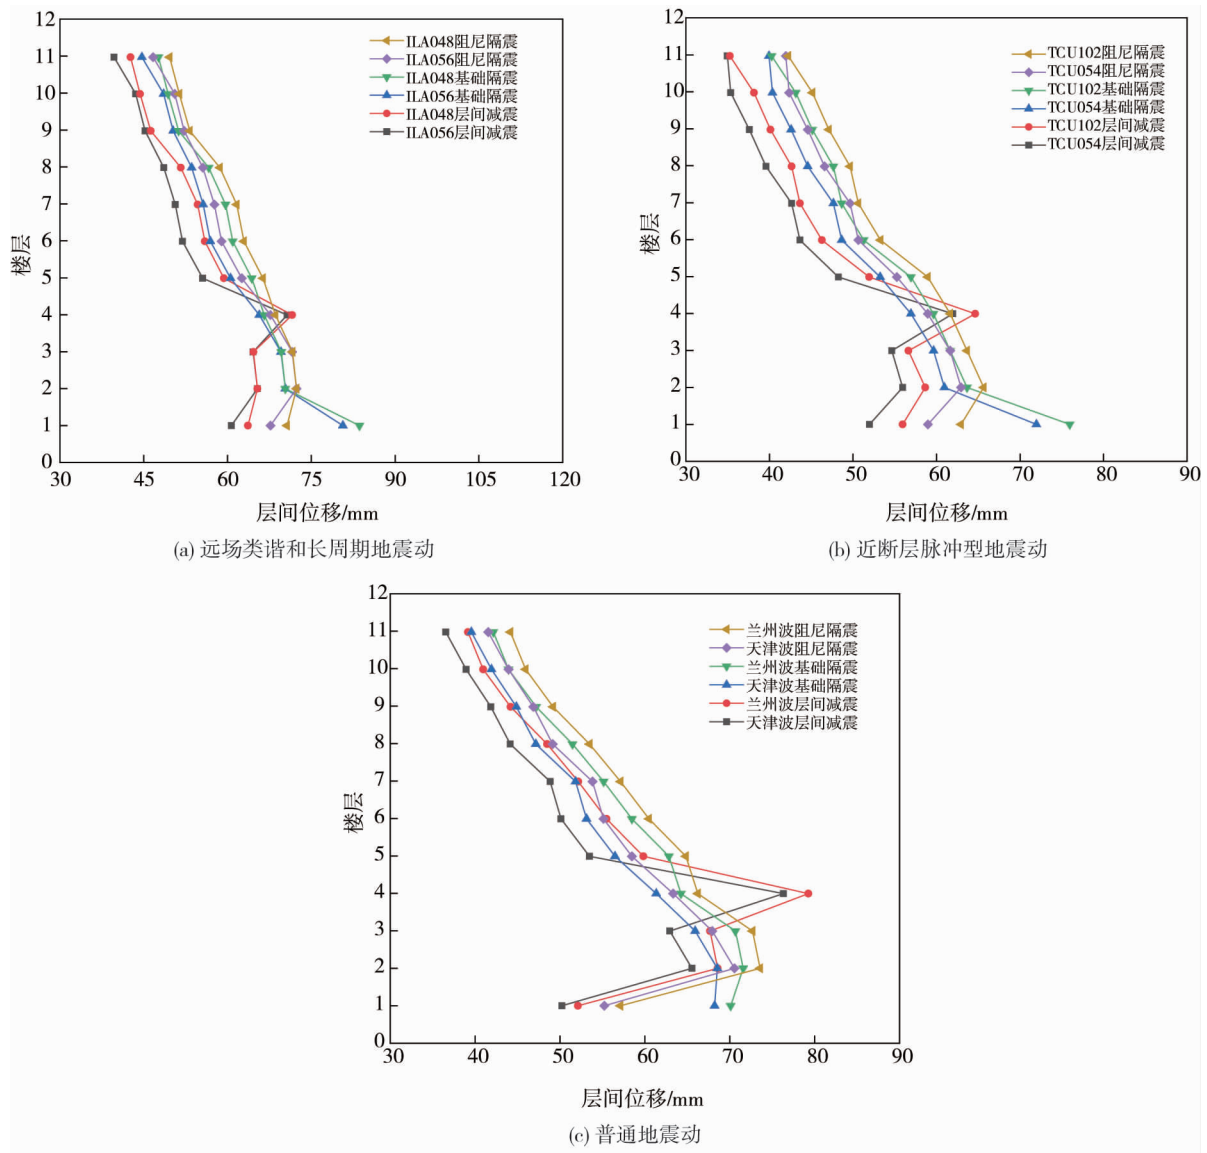 12
11
10
9
8
7
6
5
4
3
2
1
0
楼层
ILA048阻尼隔震
ILA056阻尼隔震
ILA048基础隔震
ILA056基础隔震
ILA048层间减震
ILA056层间减震
30 45 60 75 90 105 120
层间位移/mm
(a) 远场类谐和长周期地震动
12
11
10
9
8
7
6
5
4
3
2
1
0
楼层
TCU102阻尼隔震
TCU054阻尼隔震
TCU102基础隔震
TCU054基础隔震
TCU102层间减震
TCU054层间减震
30 40 50 60 70 80 90
层间位移/mm
(b) 近断层脉冲型地震动
12
11
10
9
8
7
6
5
4
3
2
1
0
楼层
兰州波阻尼隔震
天津波阻尼隔震
兰州波基础隔震
天津波基础隔震
兰州波层间减震
天津波层间减震
30 40 50 60 70 80 90
层间位移/mm
(c) 普通地震动